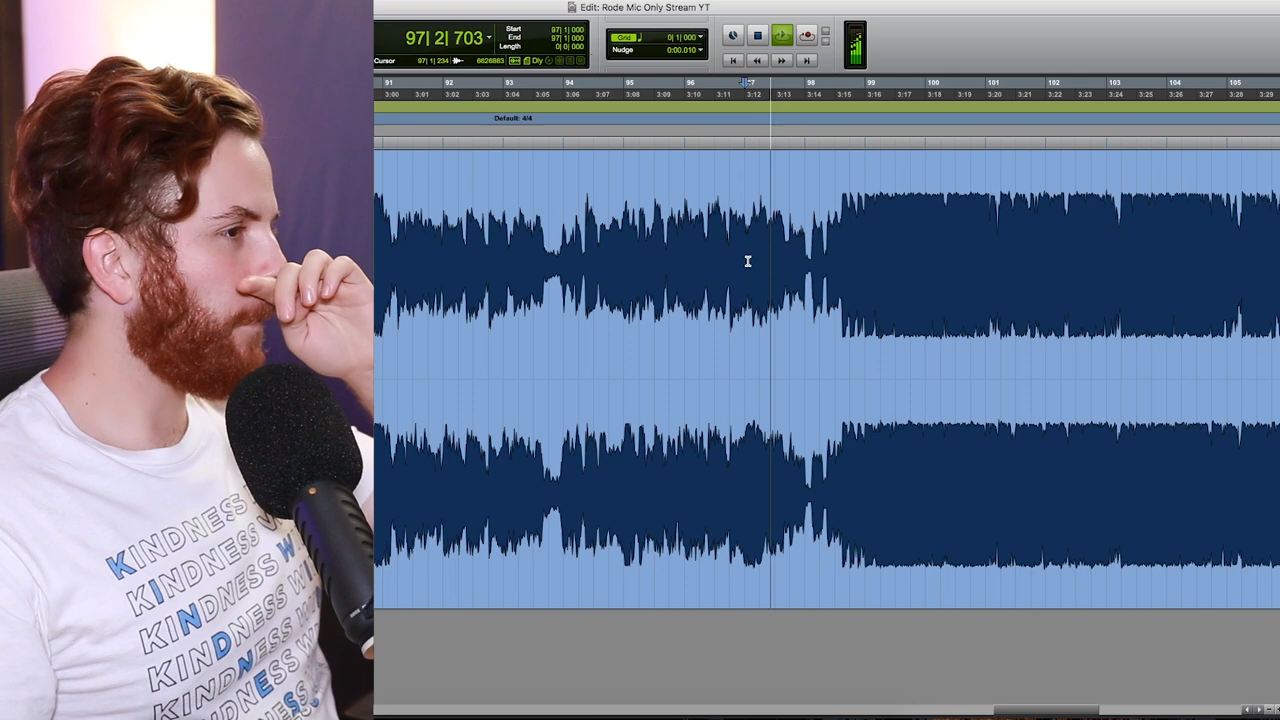 Edit: Rode Mic Only Stream YT
97| 2| 703
Start 97| 1| 000
End 97| 1| 000
Length 0| 0| 000
Cursor 97| 1| 234 6626883 Dly
Grid 0| 1| 000
Nudge 0:00.010
91 92 93 94 95 96 97 98 99 100 101 102 103 104 105
3:00 3:01 3:02 3:03 3:04 3:05 3:06 3:07 3:08 3:09 3:10 3:11 3:12 3:13 3:14 3:15 3:16 3:17 3:18 3:19 3:20 3:21 3:22 3:23 3:24 3:25 3:26 3:27 3:28 3:29
Default: 4/4
KINDNESS
KINDNESS W
KINDNESS W
KINDNESS WI
KINDNESS WI
KINDNESS